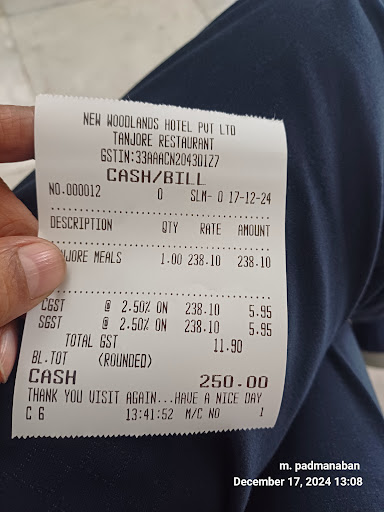 NEW WOODLANDS HOTEL PVT LTD
TANJORE RESTAURANT
GSTIN:33AAACN2043D1Z7
CASH/BILL
NO.000012 0 SLM- 0 17-12-24
DESCRIPTION QTY RATE AMOUNT
NJORE MEALS 1.00 238.10 238.10
CGST @ 2.50% ON 238.10 5.95
SGST @ 2.50% ON 238.10 5.95
TOTAL GST 11.90
BL.TOT (ROUNDED)
CASH 250.00
THANK YOU VISIT AGAIN...HAVE A NICE DAY
C 6 13:41:52 M/C NO 1
m. padmanaban
December 17, 2024 13:08